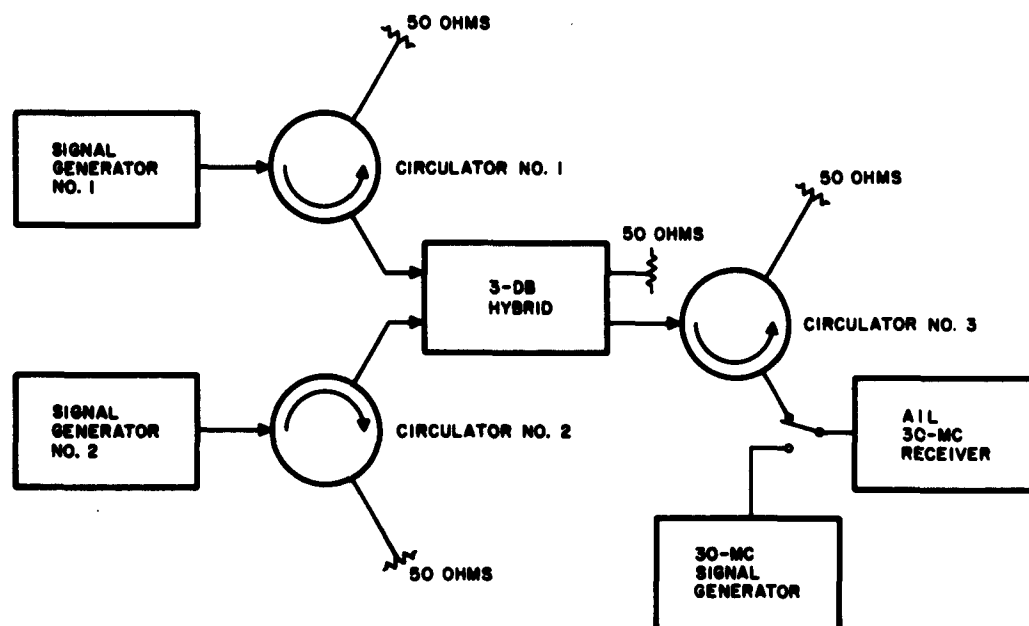 50 OHMS
SIGNAL
GENERATOR
NO. 1
CIRCULATOR NO. 1
50 OHMS
50 OHMS
3-DB
HYBRID
CIRCULATOR NO. 3
SIGNAL
GENERATOR
NO. 2
CIRCULATOR NO. 2
AIL
30-MC
RECEIVER
50 OHMS
30-MC
SIGNAL
GENERATOR